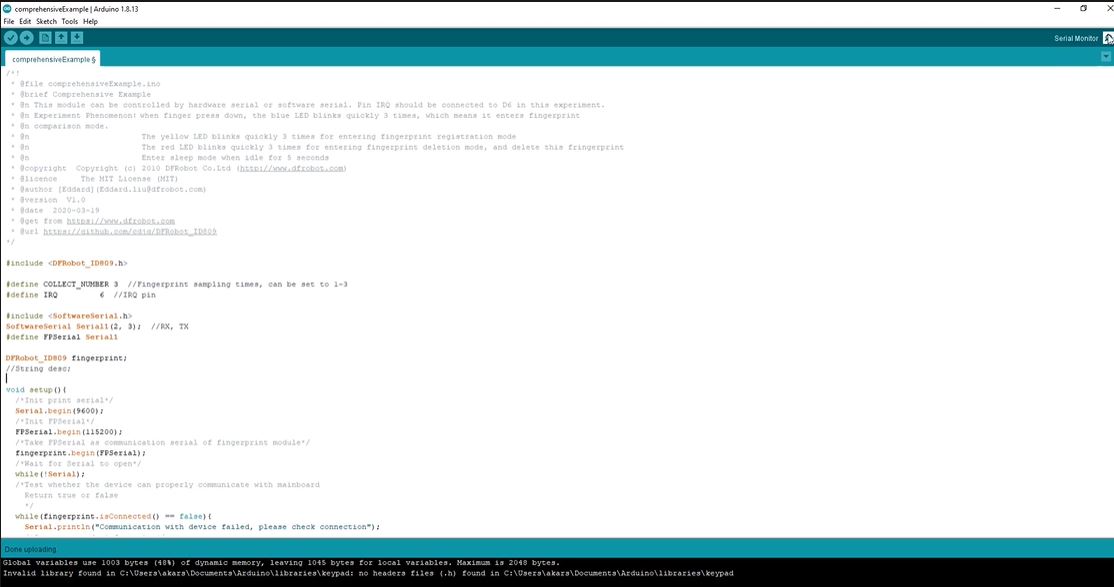 comprehensiveExample | Arduino 1.8.13
File Edit Sketch Tools Help
Serial Monitor
comprehensiveExample §
/*!
* @file comprehensiveExample.ino
* @brief Comprehensive Example
* @n This module can be controlled by hardware serial or software serial. Pin IRQ should be connected to D6 in this experiment.
* @n Experiment Phenomenon: when finger press down, the blue LED blinks quickly 3 times, which means it enters fingerprint
* @n comparison mode.
* @n The yellow LED blinks quickly 3 times for entering fingerprint registration mode
* @n The red LED blinks quickly 3 times for entering fingerprint deletion mode, and delete this fringerprint
* @n Enter sleep mode when idle for 5 seconds
* @copyright Copyright (c) 2010 DFRobot Co.Ltd (http://www.dfrobot.com)
* @licence The MIT License (MIT)
* @author [Eddard](Eddard.liu@dfrobot.com)
* @version V1.0
* @date 2020-03-19
* @get from https://www.dfrobot.com
* @url https://github.com/cdjq/DFRobot_ID809
*/
#include <DFRobot_ID809.h>
#define COLLECT_NUMBER 3 //Fingerprint sampling times, can be set to 1-3
#define IRQ 6 //IRQ pin
#include <SoftwareSerial.h>
SoftwareSerial Serial1(2, 3); //RX, TX
#define FPSerial Serial1
DFRobot_ID809 fingerprint;
//String desc;
void setup(){
/*Init print serial*/
Serial.begin(9600);
/*Init FPSerial*/
FPSerial.begin(115200);
/*Take FPSerial as communication serial of fingerprint module*/
fingerprint.begin(FPSerial);
/*Wait for Serial to open*/
while(!Serial);
/*Test whether the device can properly communicate with mainboard
Return true or false
*/
while(fingerprint.isConnected() == false){
Serial.println("Communication with device failed, please check connection");
Done uploading.
Global variables use 1003 bytes (48%) of dynamic memory, leaving 1045 bytes for local variables. Maximum is 2048 bytes.
Invalid library found in C:\Users\akars\Documents\Arduino\libraries\keypad: no headers files (.h) found in C:\Users\akars\Documents\Arduino\libraries\keypad